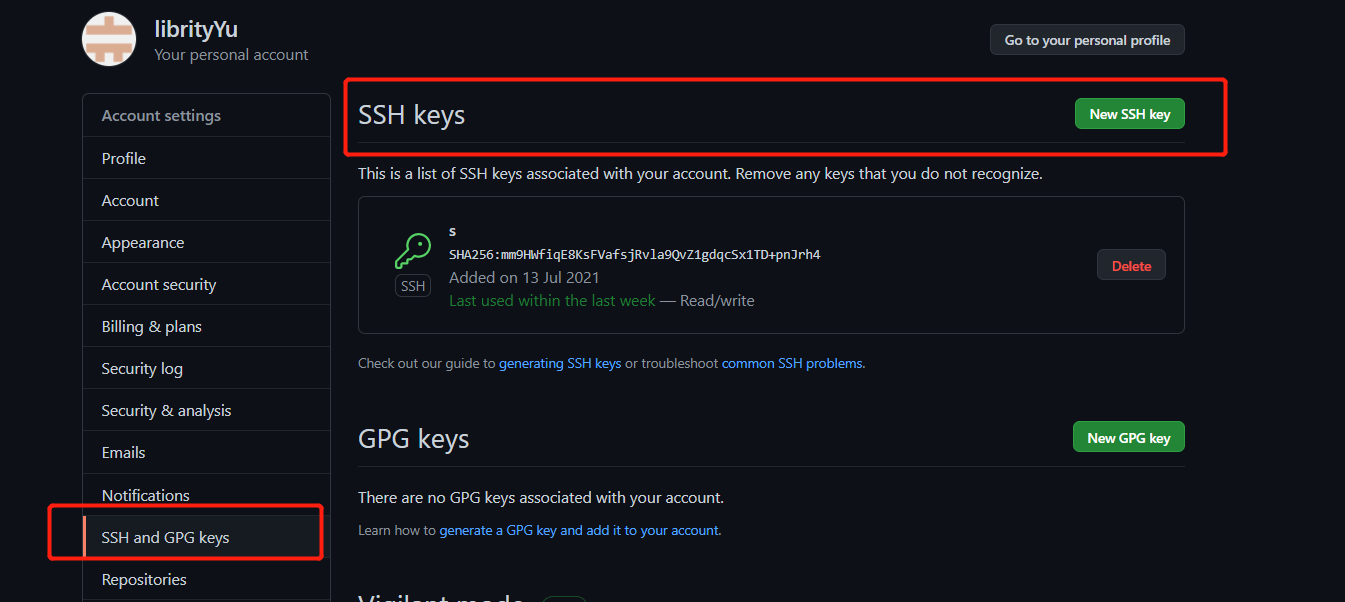 librityYu
Your personal account
Go to your personal profile
Account settings
Profile
Account
Appearance
Account security
Billing & plans
Security log
Security & analysis
Emails
Notifications
SSH and GPG keys
Repositories
SSH keys
New SSH key
This is a list of SSH keys associated with your account. Remove any keys that you do not recognize.
s
SHA256:mm9HWfiqE8KsFVafsjRvla9QvZ1gdqcSx1TD+pnJrh4
SSH
Added on 13 Jul 2021
Last used within the last week — Read/write
Delete
Check out our guide to generating SSH keys or troubleshoot common SSH problems.
GPG keys
New GPG key
There are no GPG keys associated with your account.
Learn how to generate a GPG key and add it to your account.
Vigilant mode